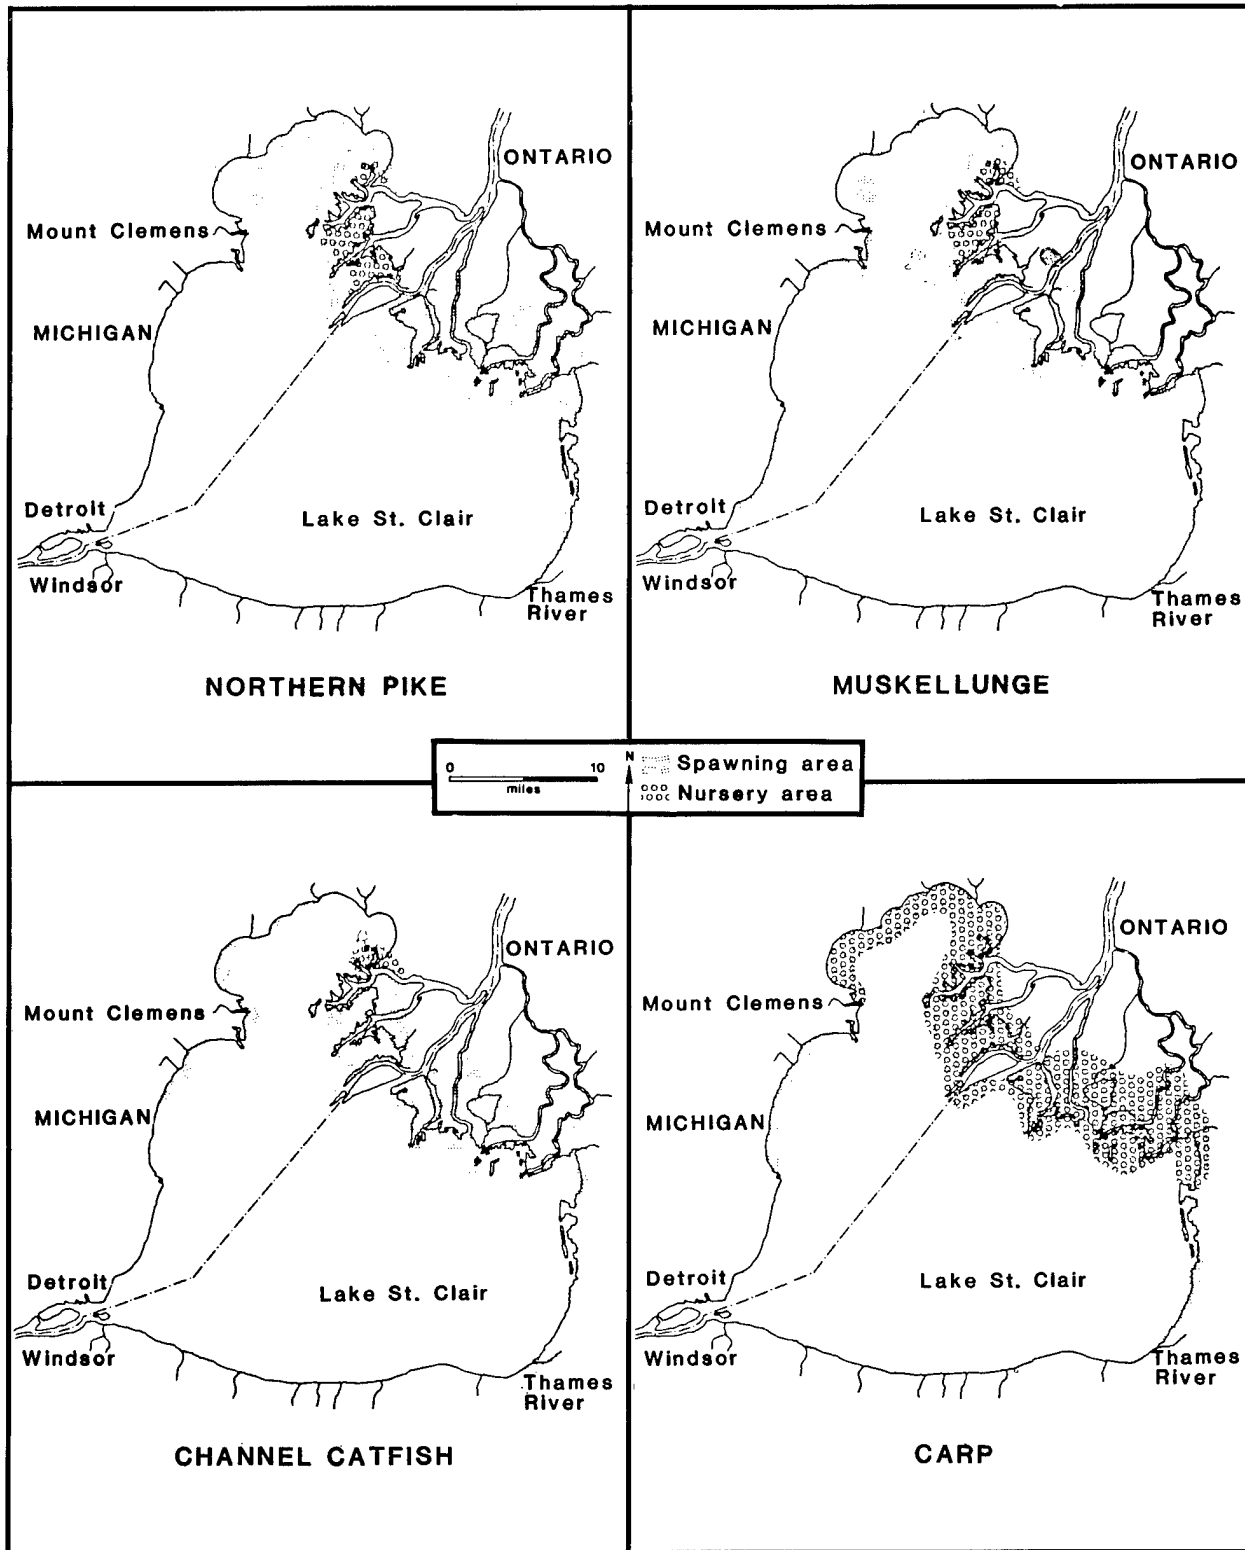 ONTARIO
Mount Clemens
MICHIGAN
Detroit
Lake St. Clair
Windsor
Thames
River
NORTHERN PIKE
ONTARIO
Mount Clemens
MICHIGAN
Detroit
Lake St. Clair
Windsor
Thames
River
MUSKELLUNGE
0 10
miles
N
Spawning area
Nursery area
ONTARIO
Mount Clemens
MICHIGAN
Detroit
Lake St. Clair
Windsor
Thames
River
CHANNEL CATFISH
ONTARIO
Mount Clemens
MICHIGAN
Detroit
Lake St. Clair
Windsor
Thames
River
CARP